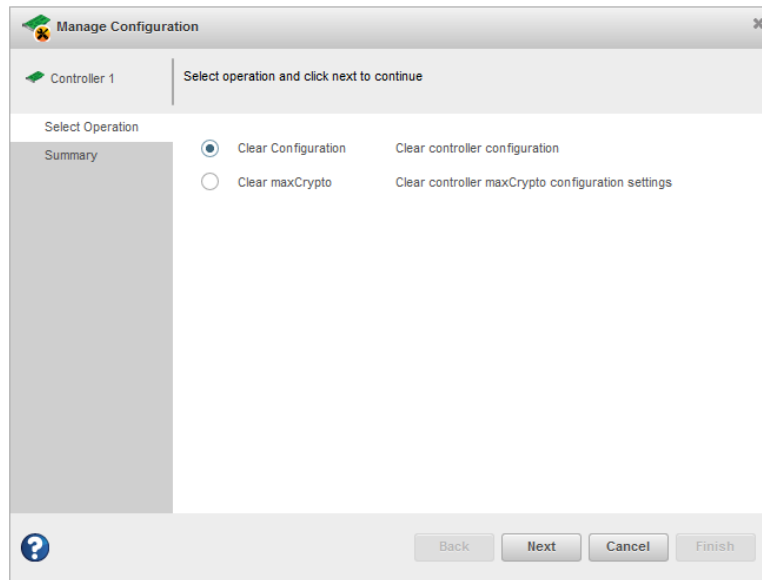 Manage Configuration
Controller 1
Select operation and click next to continue
Select Operation
Summary
Clear Configuration Clear controller configuration
Clear maxCrypto Clear controller maxCrypto configuration settings
?
Back Next Cancel Finish